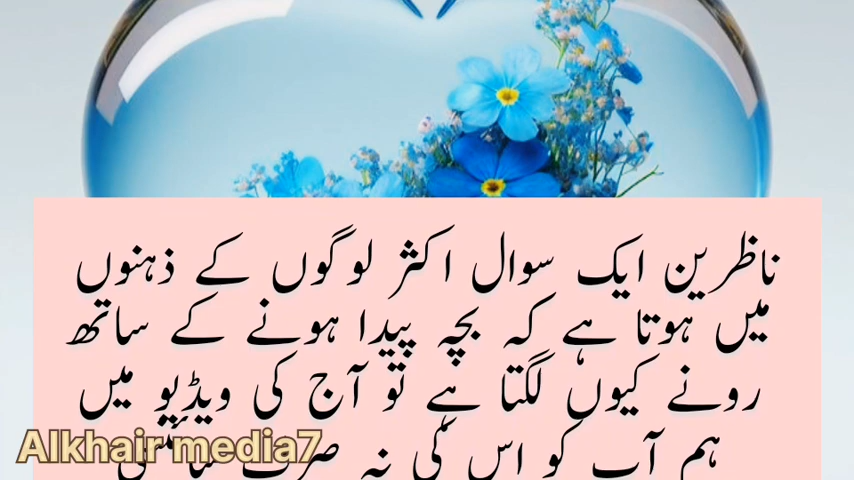 ناظرین ایک سوال اکثر لوگوں کے ذہنوں
میں ہوتا ہے کہ بچہ پیدا ہونے کے ساتھ
رونے کیوں لگتا ہے تو آج کی ویڈیو میں
ہم آپ کو اس کی نہ صرف
Alkhair media7